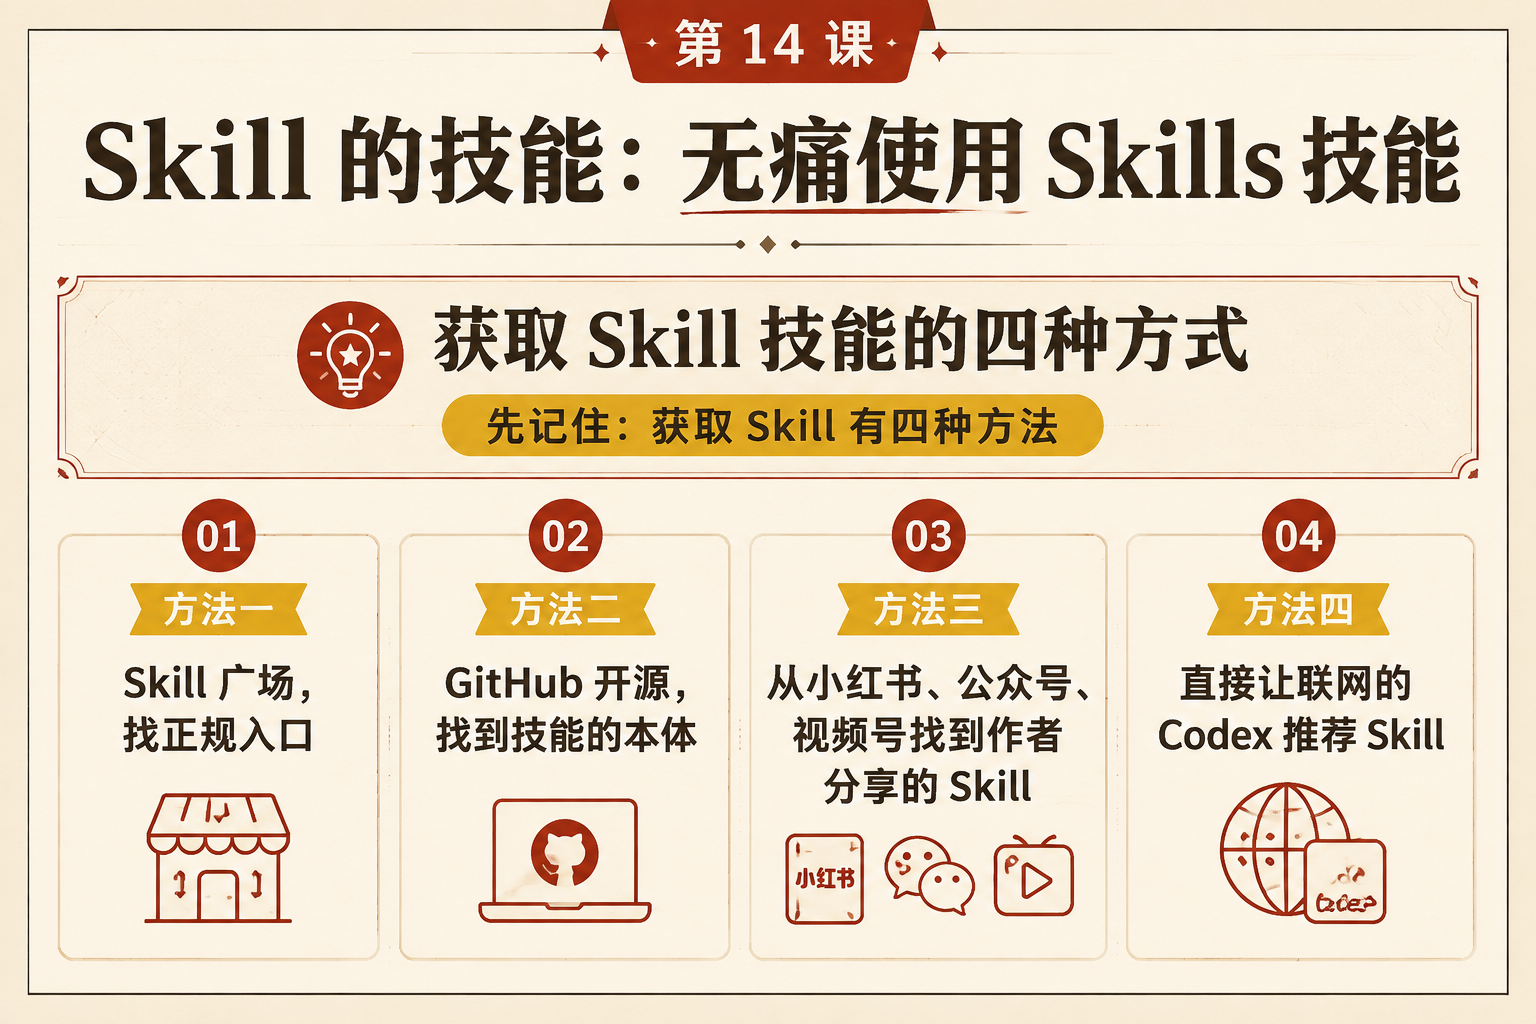 第 14 课
Skill 的技能：无痛使用 Skills 技能
获取 Skill 技能的四种方式
先记住：获取 Skill 有四种方法
01
方法一
Skill 广场，
找正规入口
02
方法二
GitHub 开源，
找到技能的本体
03
方法三
从小红书、公众号、
视频号找到作者
分享的 Skill
小红书
04
方法四
直接让联网的
Codex 推荐 Skill